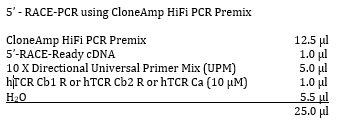 5' - RACE-PCR using CloneAmp HiFi PCR Premix
CloneAmp HiFi PCR Premix 12.5 μl
5'-RACE-Ready cDNA 1.0 μl
10 X Directional Universal Primer Mix (UPM) 5.0 μl
hTCR Cb1 R or hTCR Cb2 R or hTCR Ca (10 μM) 1.0 μl
H2O 5.5 μl
25.0 μl